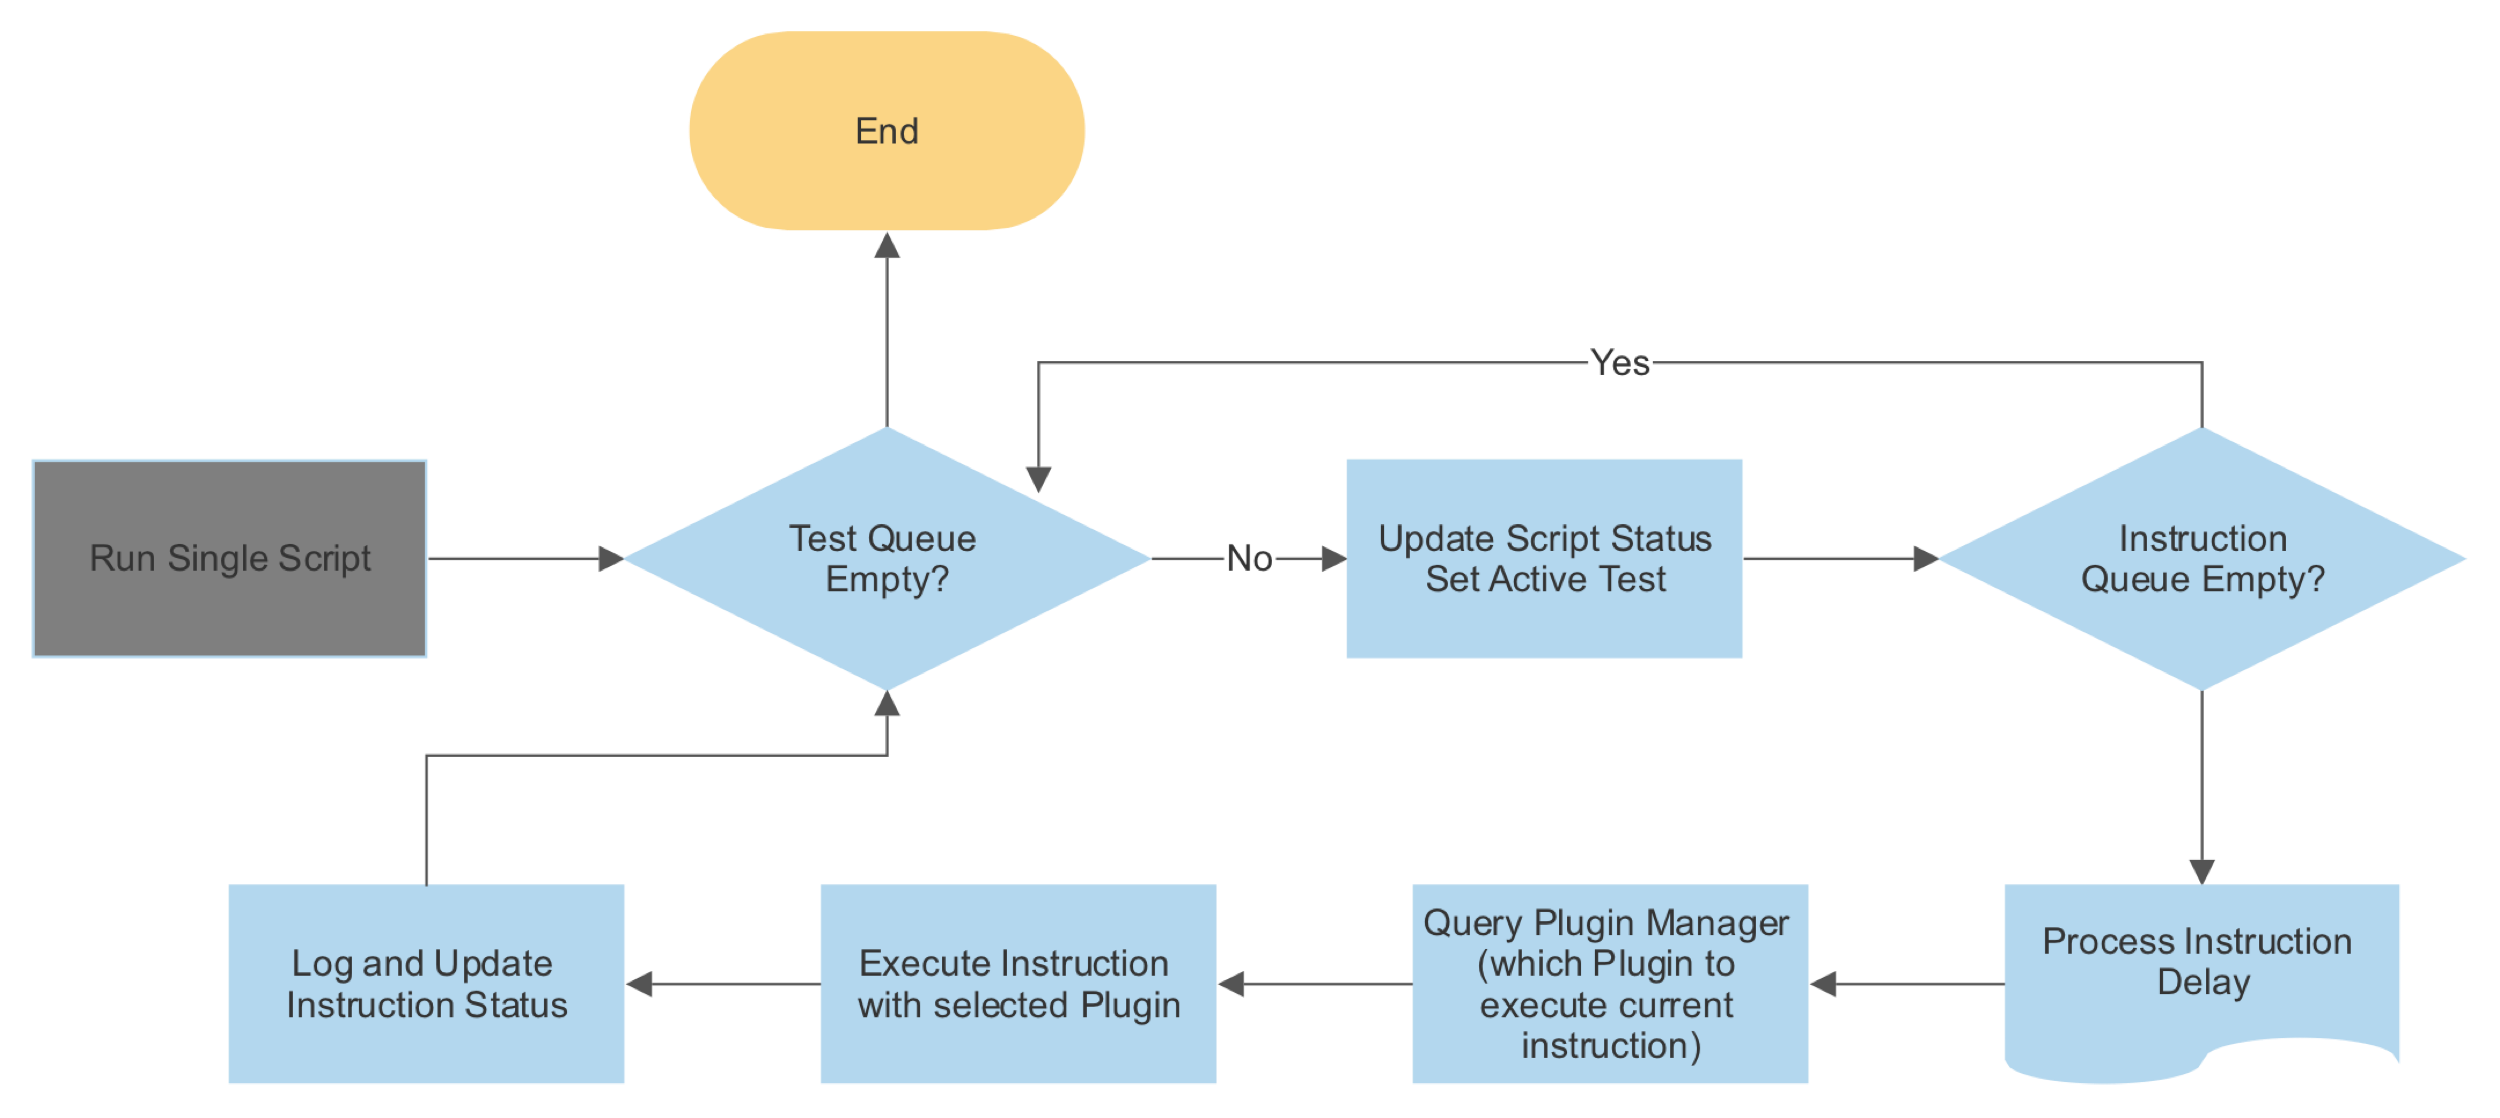 End
Yes
Run Single Script
Test Queue
Empty?
No
Update Script Status
Set Active Test
Instruction
Queue Empty?
Log and Update
Instruction Status
Execute Instruction
with selected Plugin
Query Plugin Manager
(which Plugin to
execute current
instruction)
Process Instruction
Delay